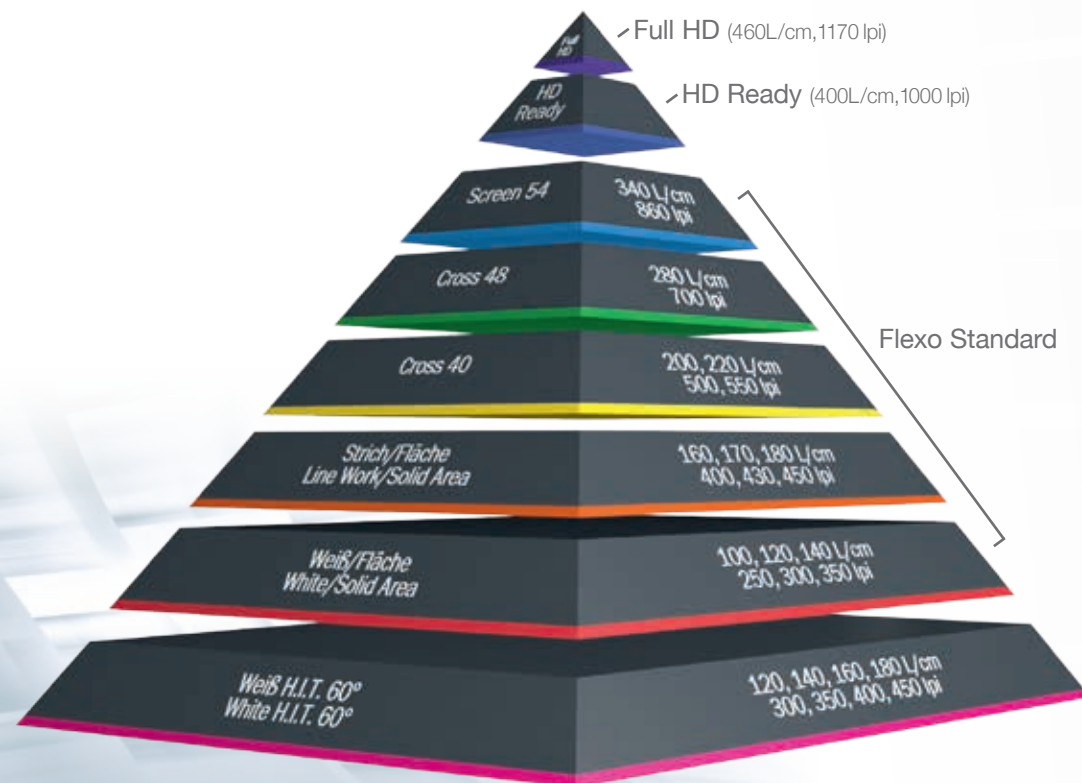 Full HD (460L/cm,1170 lpi)
Full
HD
HD Ready (400L/cm,1000 lpi)
HD
Ready
Screen 54
340 L/cm
860 lpi
Cross 48
280 L/cm
700 lpi
Flexo Standard
Cross 40
200, 220 L/cm
500, 550 lpi
Strich/Fläche
Line Work/Solid Area
160, 170, 180 L/cm
400, 430, 450 lpi
Weiß/Fläche
White/Solid Area
100, 120, 140 L/cm
250, 300, 350 lpi
Weiß H.I.T. 60°
White H.I.T. 60°
120, 140, 160, 180 L/cm
300, 350, 400, 450 lpi